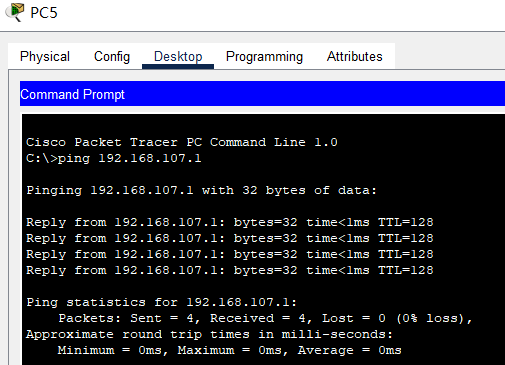 PC5
Physical Config Desktop Programming Attributes
Command Prompt
Cisco Packet Tracer PC Command Line 1.0
C:\>ping 192.168.107.1
Pinging 192.168.107.1 with 32 bytes of data:
Reply from 192.168.107.1: bytes=32 time<1ms TTL=128
Reply from 192.168.107.1: bytes=32 time<1ms TTL=128
Reply from 192.168.107.1: bytes=32 time<1ms TTL=128
Reply from 192.168.107.1: bytes=32 time<1ms TTL=128
Ping statistics for 192.168.107.1:
Packets: Sent = 4, Received = 4, Lost = 0 (0% loss),
Approximate round trip times in milli-seconds:
Minimum = 0ms, Maximum = 0ms, Average = 0ms